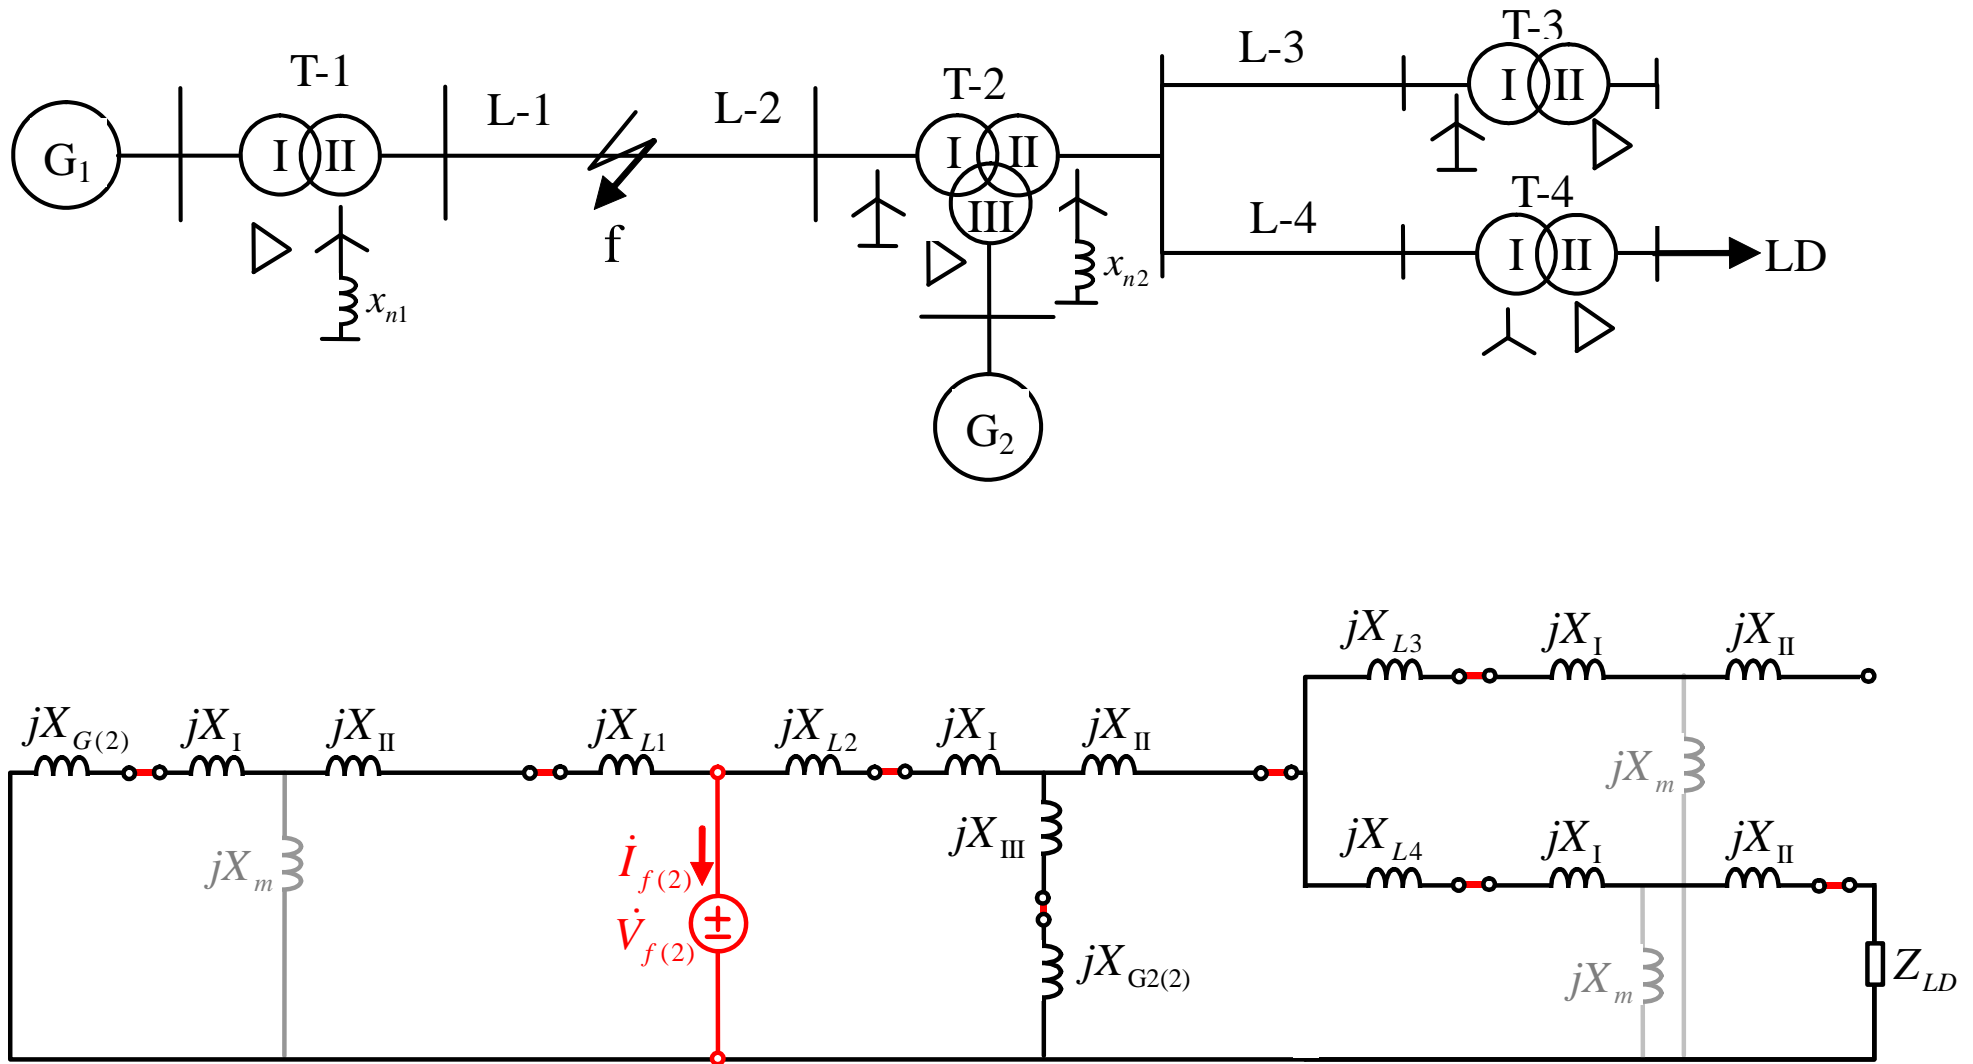 T-1
L-1
L-2
T-2
L-3
T-3
G1
I II
f
I II
III
I II
xn1
xn2
L-4
T-4
I II
LD
G2
jXG(2)
jXI
jXII
jXL1
jXL2
jXI
jXII
jXL3
jXI
jXII
jXm
jXm
İf(2)
V̇f(2)
jXIII
jXG2(2)
jXL4
jXI
jXII
jXm
ZLD